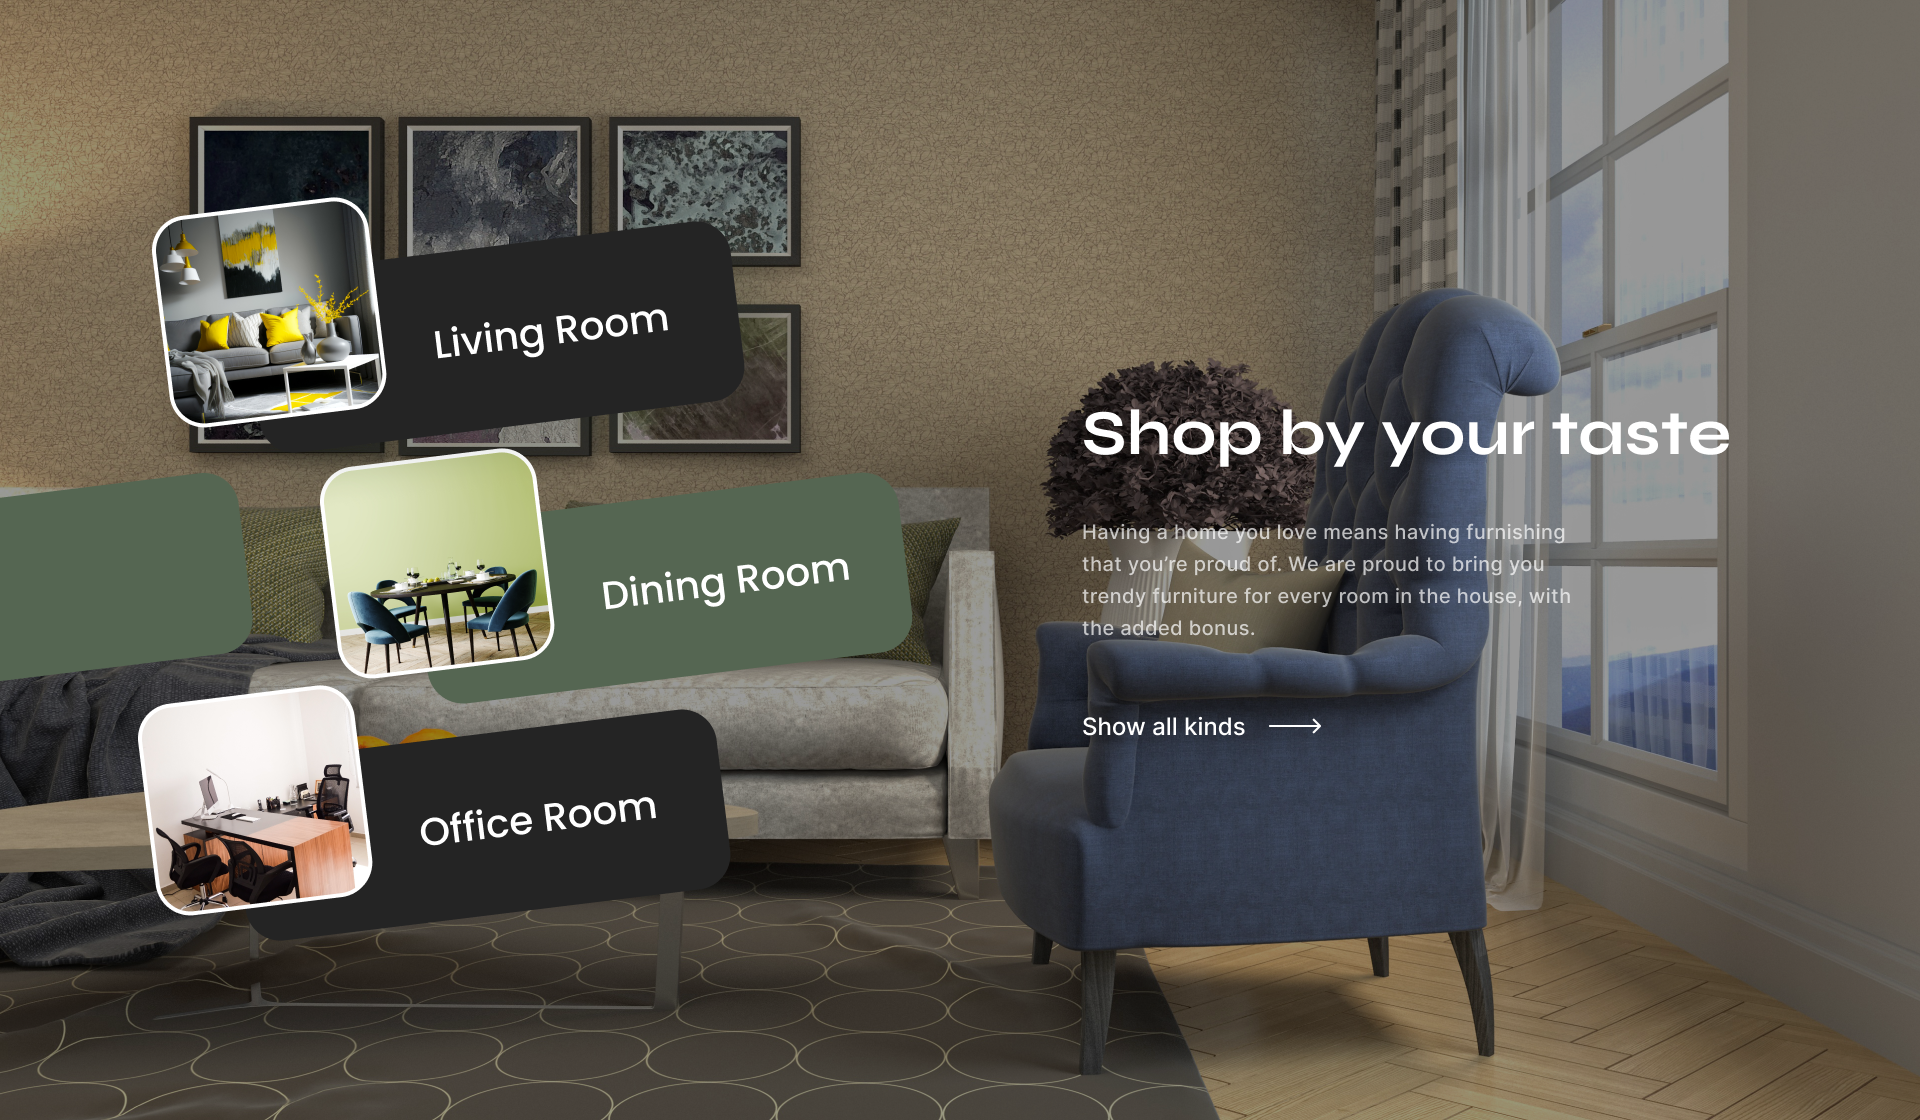 Living Room
Dining Room
Office Room
Shop by your taste
Having a home you love means having furnishing
that you’re proud of. We are proud to bring you
trendy furniture for every room in the house, with
the added bonus.
Show all kinds